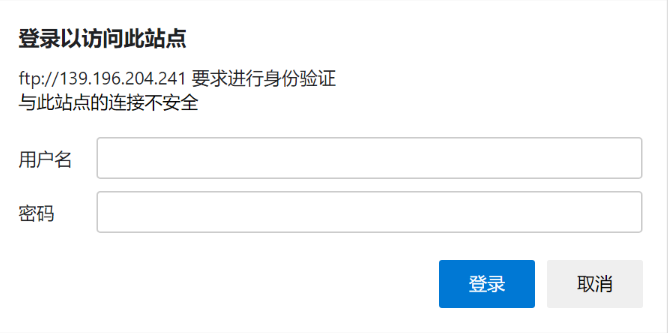 登录以访问此站点
ftp://139.196.204.241 要求进行身份验证
与此站点的连接不安全
用户名
密码
登录 取消